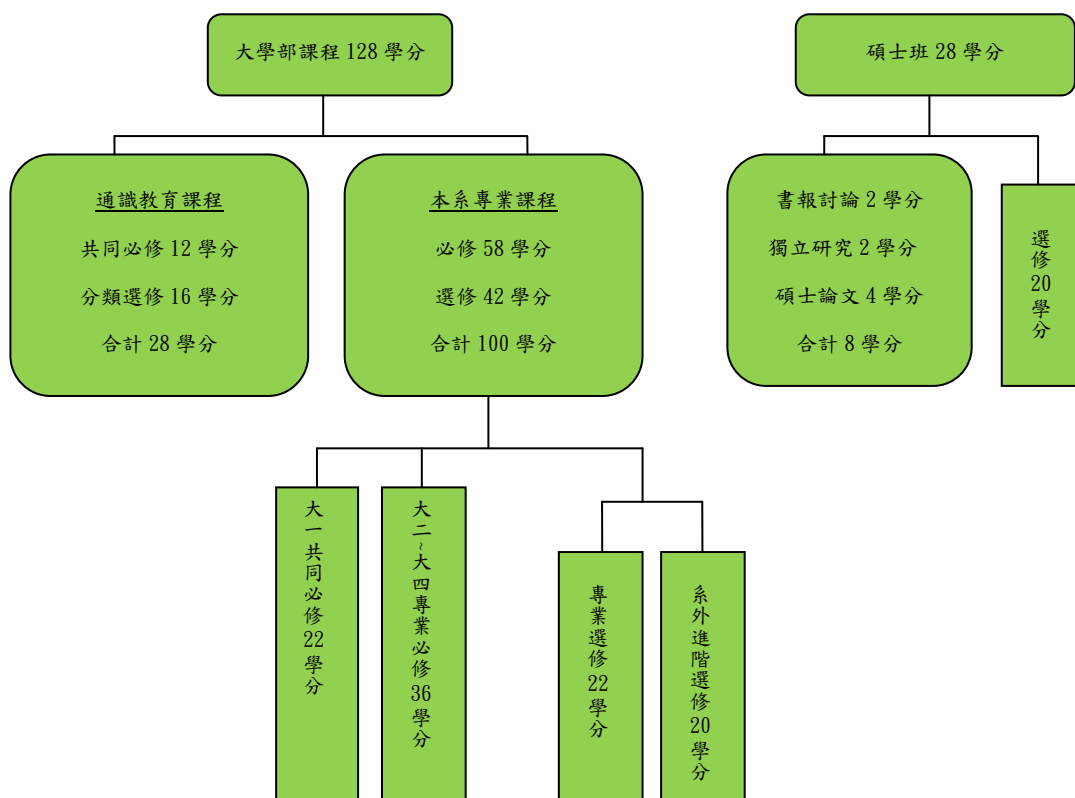 大學部課程 128 學分
通識教育課程
共同必修 12 學分
分類選修 16 學分
合計 28 學分
本系專業課程
必修 58 學分
選修 42 學分
合計 100 學分
大一共同必修22學分
大二~大四專業必修36學分
專業選修22學分
系外進階選修20學分
碩士班 28 學分
書報討論 2 學分
獨立研究 2 學分
碩士論文 4 學分
合計 8 學分
選修20學分